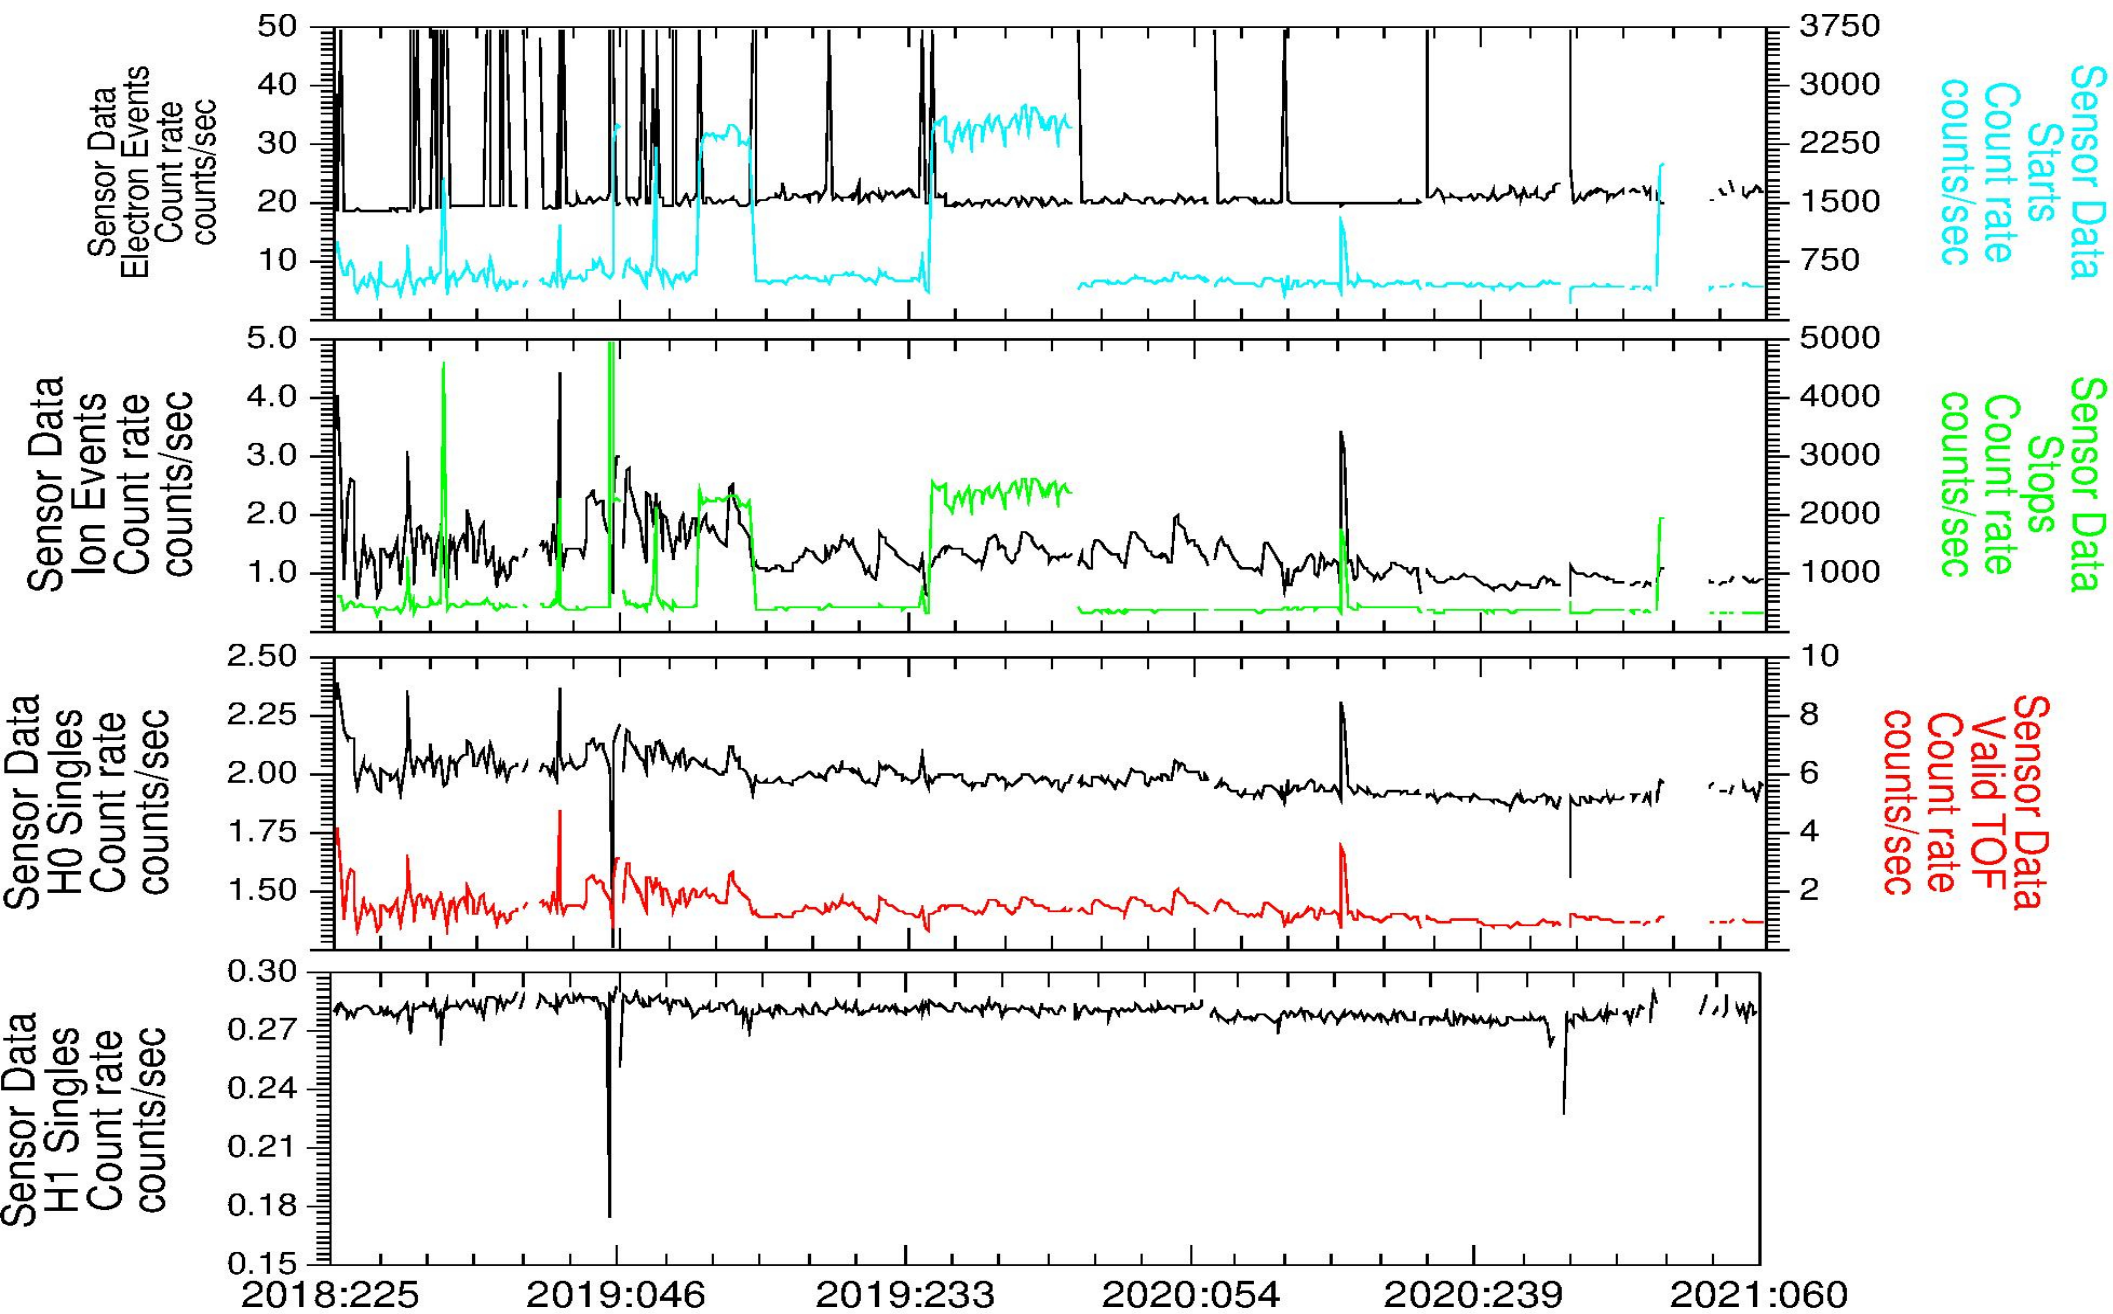 Sensor Data
Electron Events
Count rate
counts/sec
50
40
30
20
10
3750
3000
2250
1500
750
Sensor Data
Starts
Count rate
counts/sec
Sensor Data
Ion Events
Count rate
counts/sec
5.0
4.0
3.0
2.0
1.0
5000
4000
3000
2000
1000
Sensor Data
Stops
Count rate
counts/sec
Sensor Data
H0 Singles
Count rate
counts/sec
2.50
2.25
2.00
1.75
1.50
10
8
6
4
2
Sensor Data
Valid TOF
Count rate
counts/sec
Sensor Data
H1 Singles
Count rate
counts/sec
0.30
0.27
0.24
0.21
0.18
0.15
2018:225 2019:046 2019:233 2020:054 2020:239 2021:060